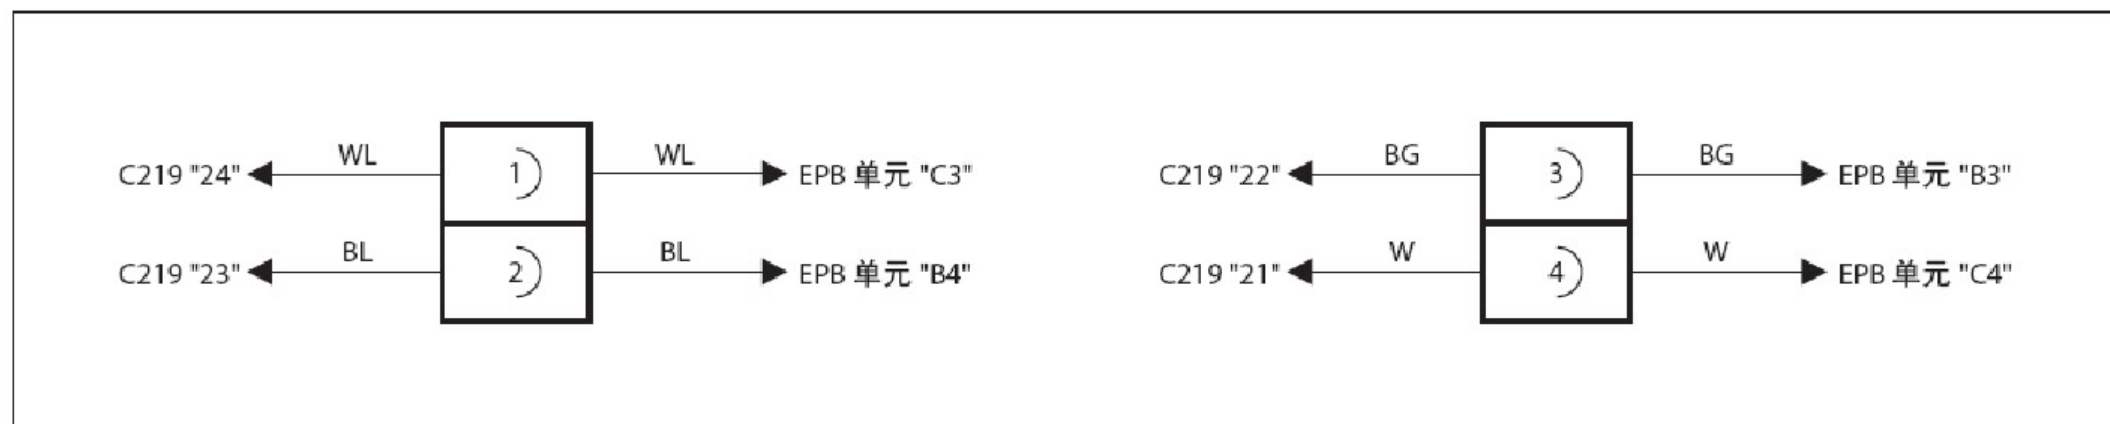 C219 "24" WL 1 WL EPB 单元 "C3"
C219 "23" BL 2 BL EPB 单元 "B4"
C219 "22" BG 3 BG EPB 单元 "B3"
C219 "21" W 4 W EPB 单元 "C4"